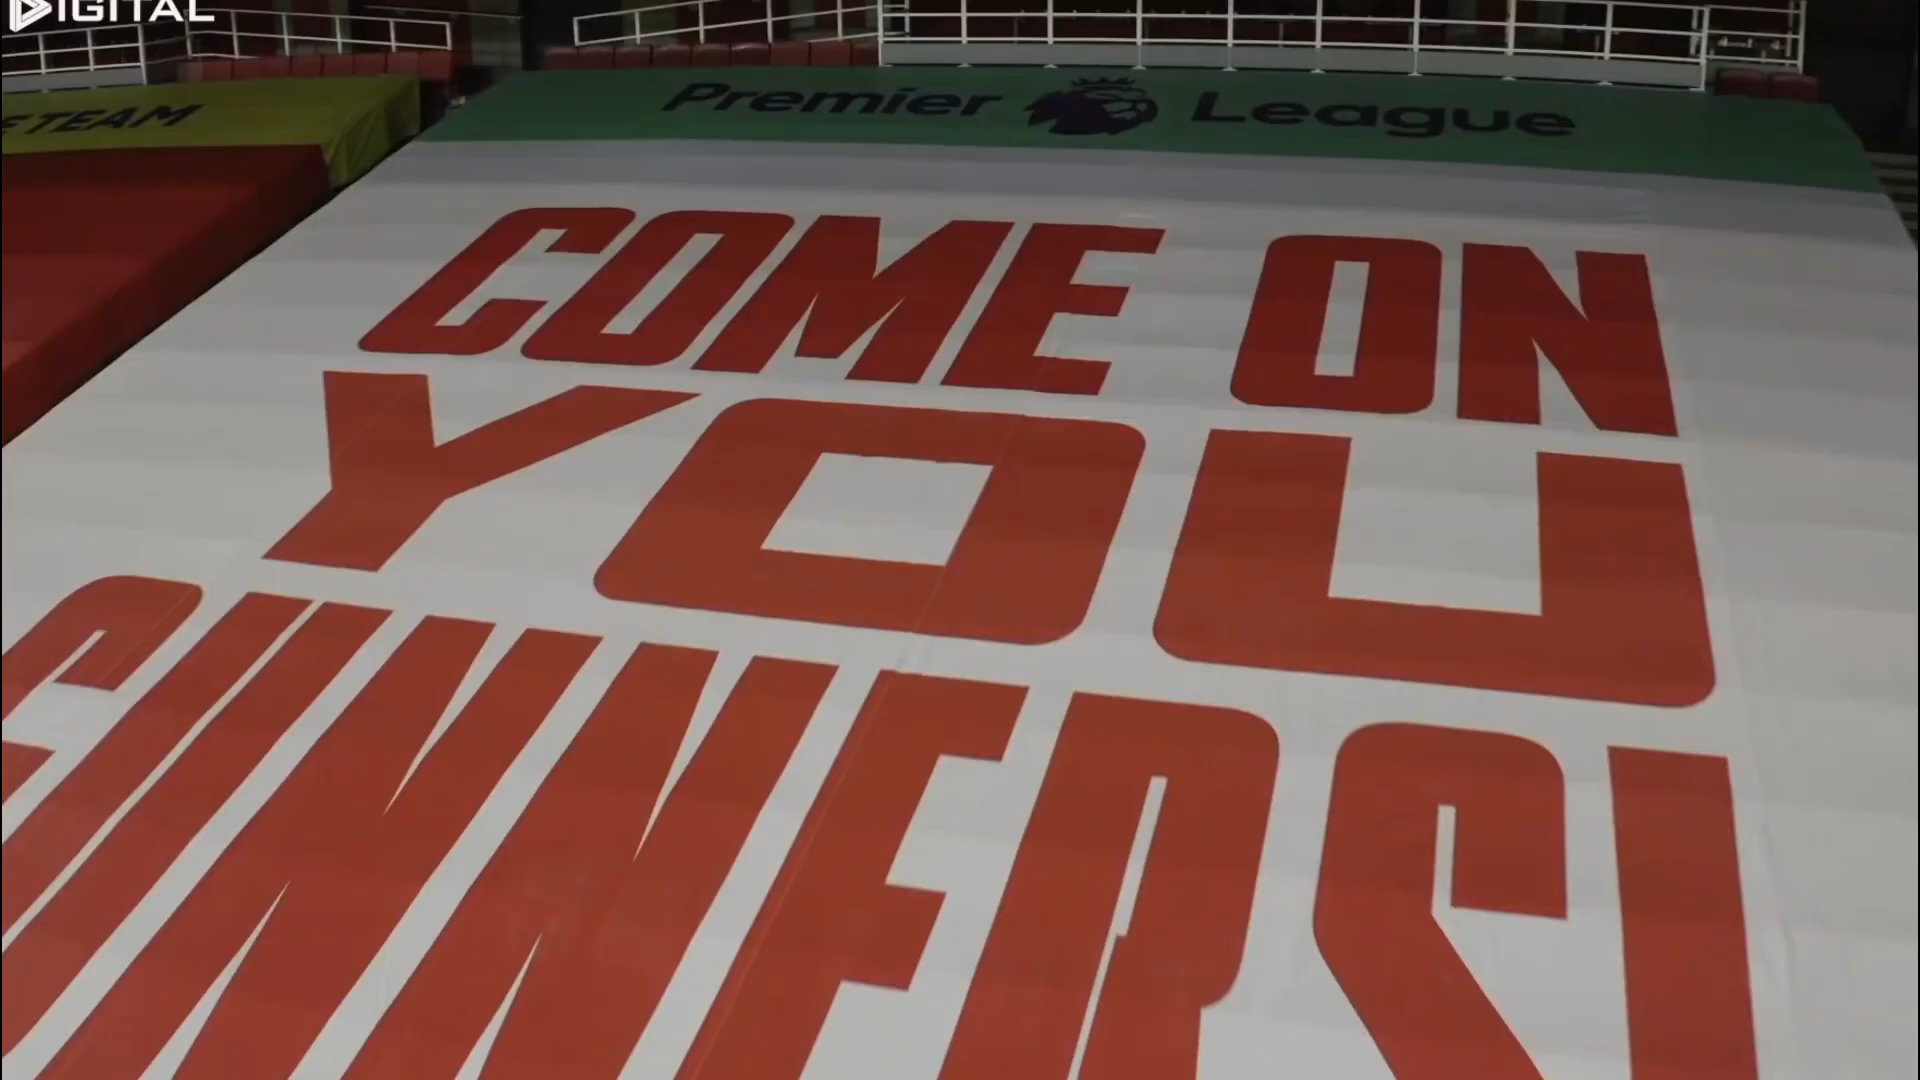 DIGITAL
E TEAM
Premier League
COME ON
YOU
GUNNERS!